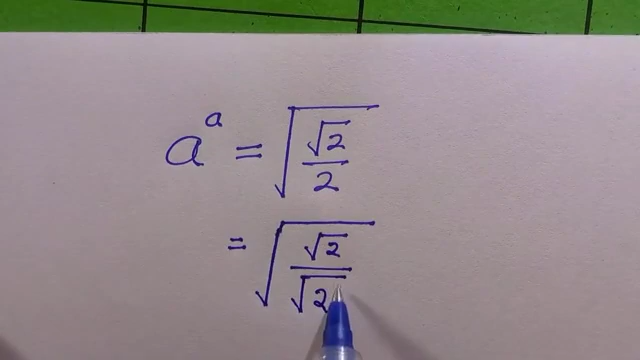 a^a = √(√2/2)
= √(√2/√2